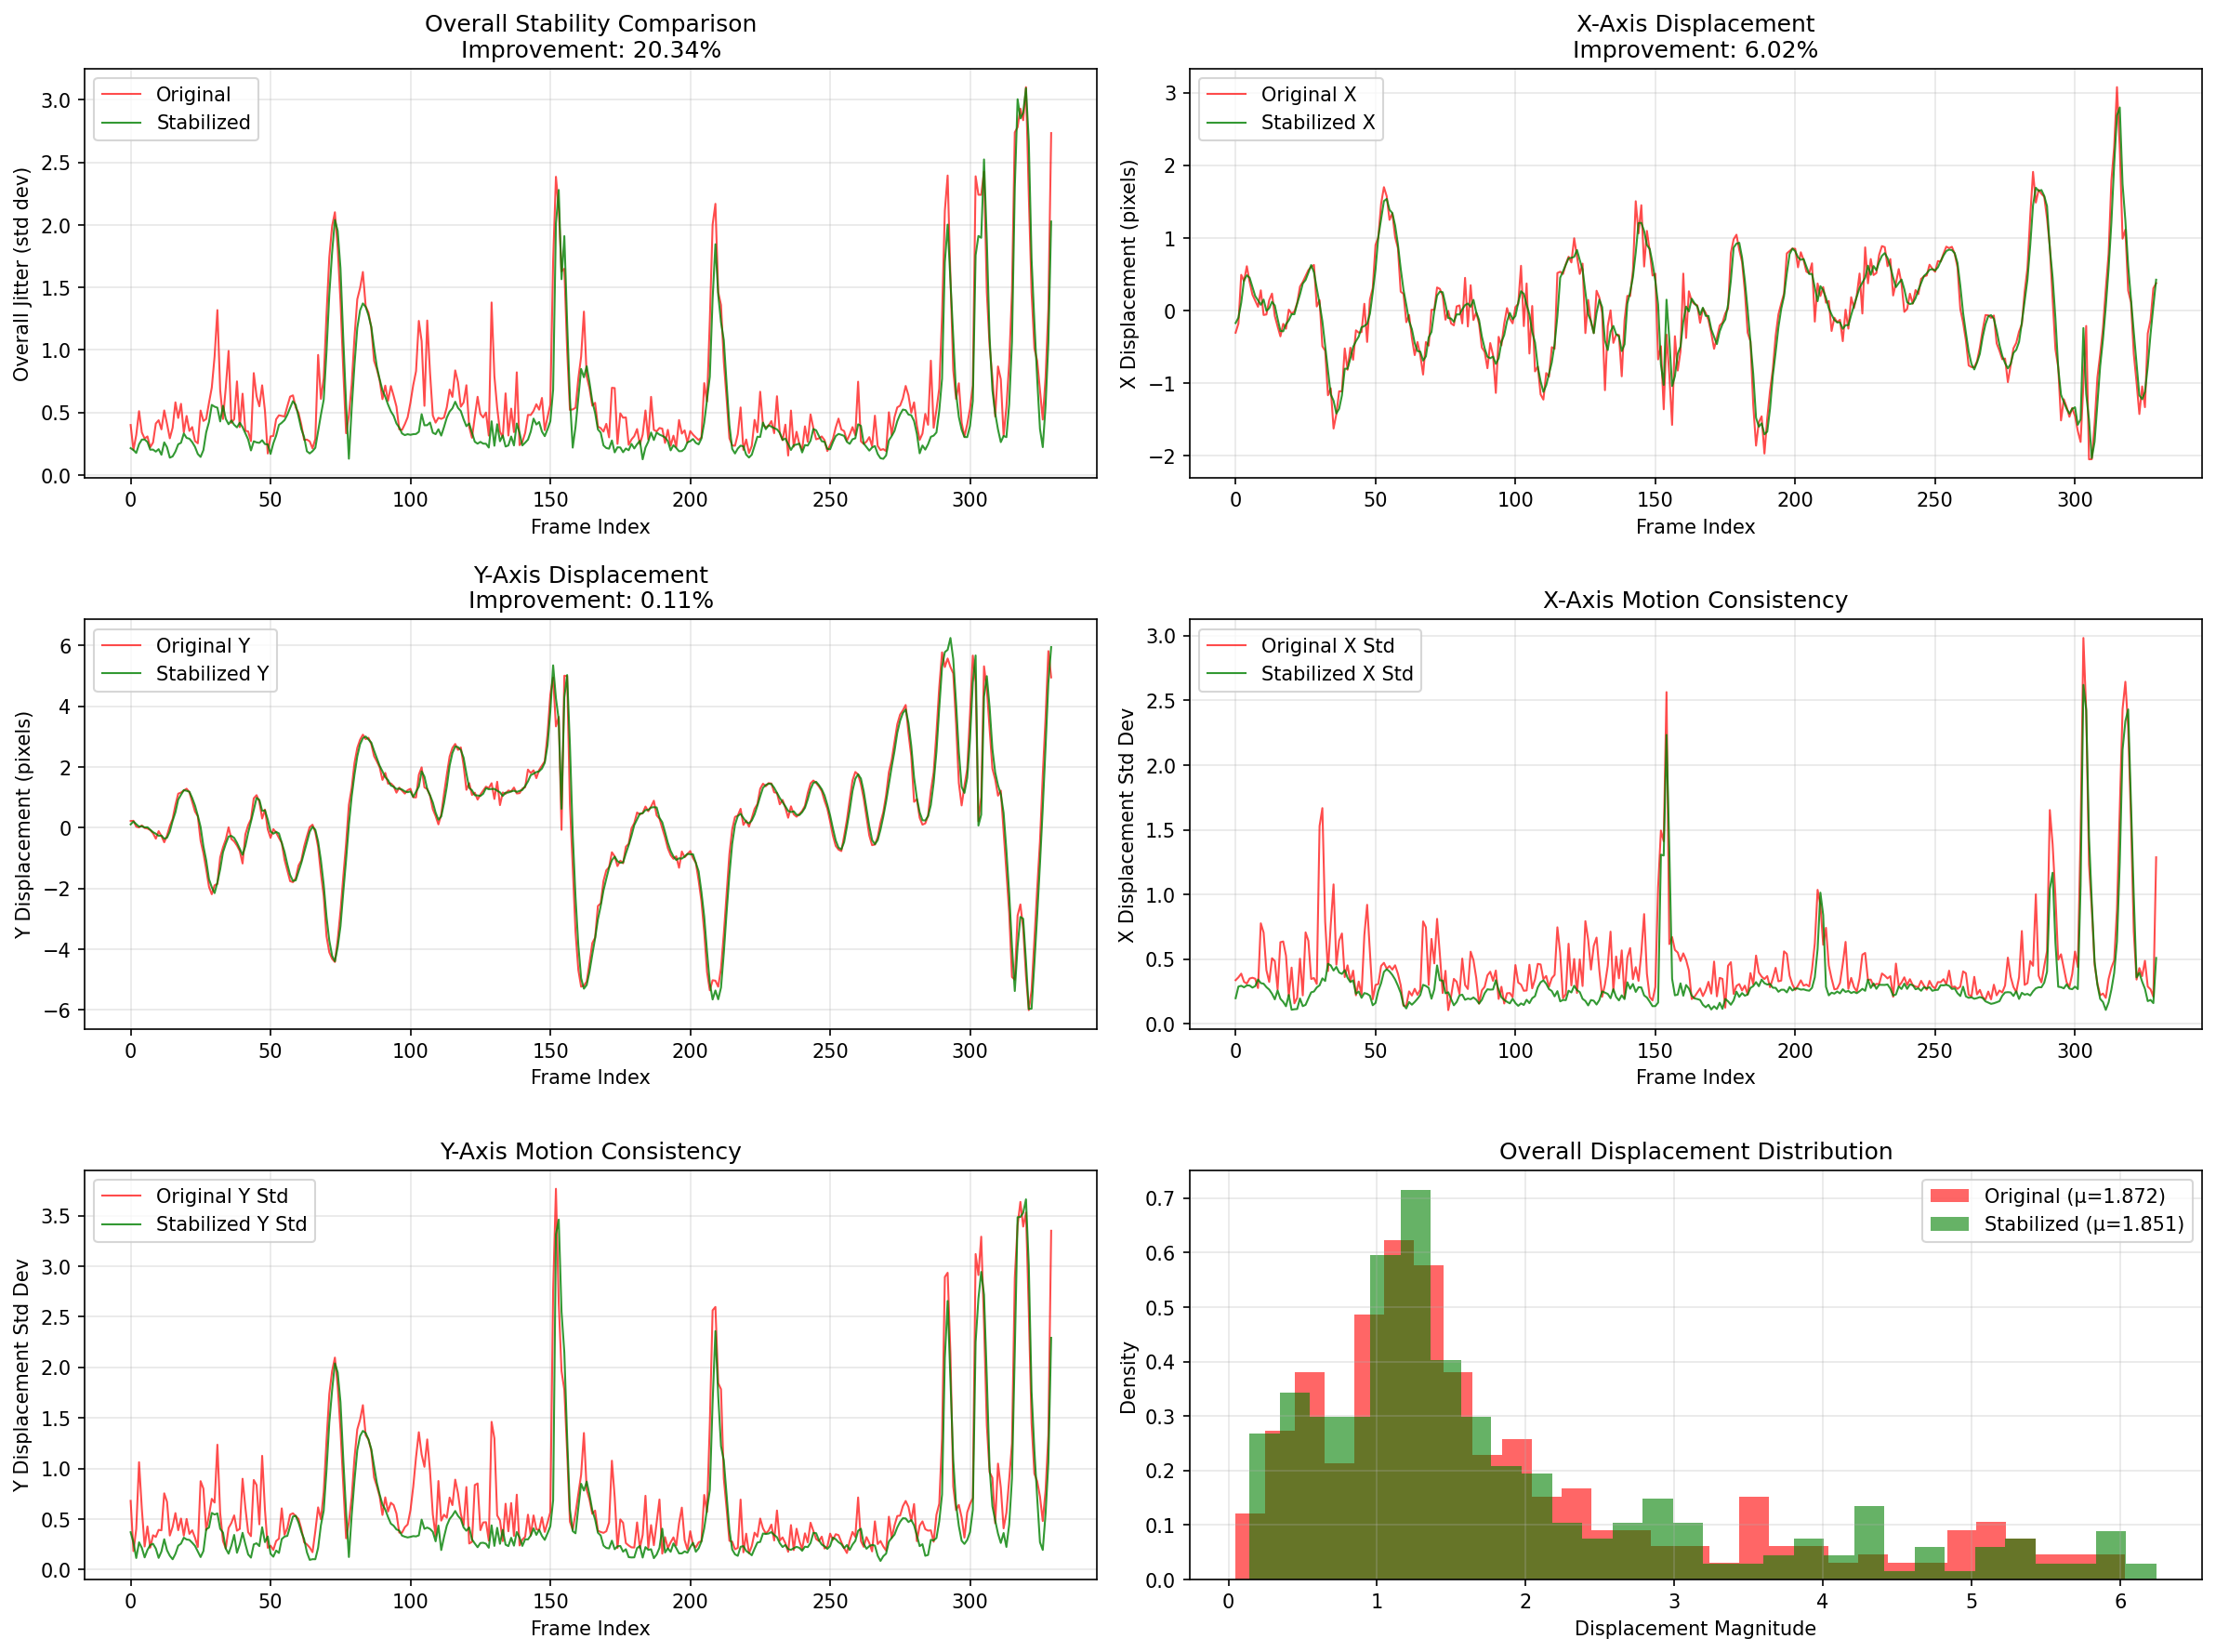 Overall Stability Comparison
Improvement: 20.34%
Original
Stabilized
Overall Jitter (std dev)
3.0
2.5
2.0
1.5
1.0
0.5
0.0
0 50 100 150 200 250 300
Frame Index
X-Axis Displacement
Improvement: 6.02%
Original X
Stabilized X
X Displacement (pixels)
3
2
1
0
−1
−2
0 50 100 150 200 250 300
Frame Index
Y-Axis Displacement
Improvement: 0.11%
Original Y
Stabilized Y
Y Displacement (pixels)
6
4
2
0
−2
−4
−6
0 50 100 150 200 250 300
Frame Index
X-Axis Motion Consistency
Original X Std
Stabilized X Std
X Displacement Std Dev
3.0
2.5
2.0
1.5
1.0
0.5
0.0
0 50 100 150 200 250 300
Frame Index
Y-Axis Motion Consistency
Original Y Std
Stabilized Y Std
Y Displacement Std Dev
3.5
3.0
2.5
2.0
1.5
1.0
0.5
0.0
0 50 100 150 200 250 300
Frame Index
Overall Displacement Distribution
Original (μ=1.872)
Stabilized (μ=1.851)
Density
0.7
0.6
0.5
0.4
0.3
0.2
0.1
0.0
0 1 2 3 4 5 6
Displacement Magnitude